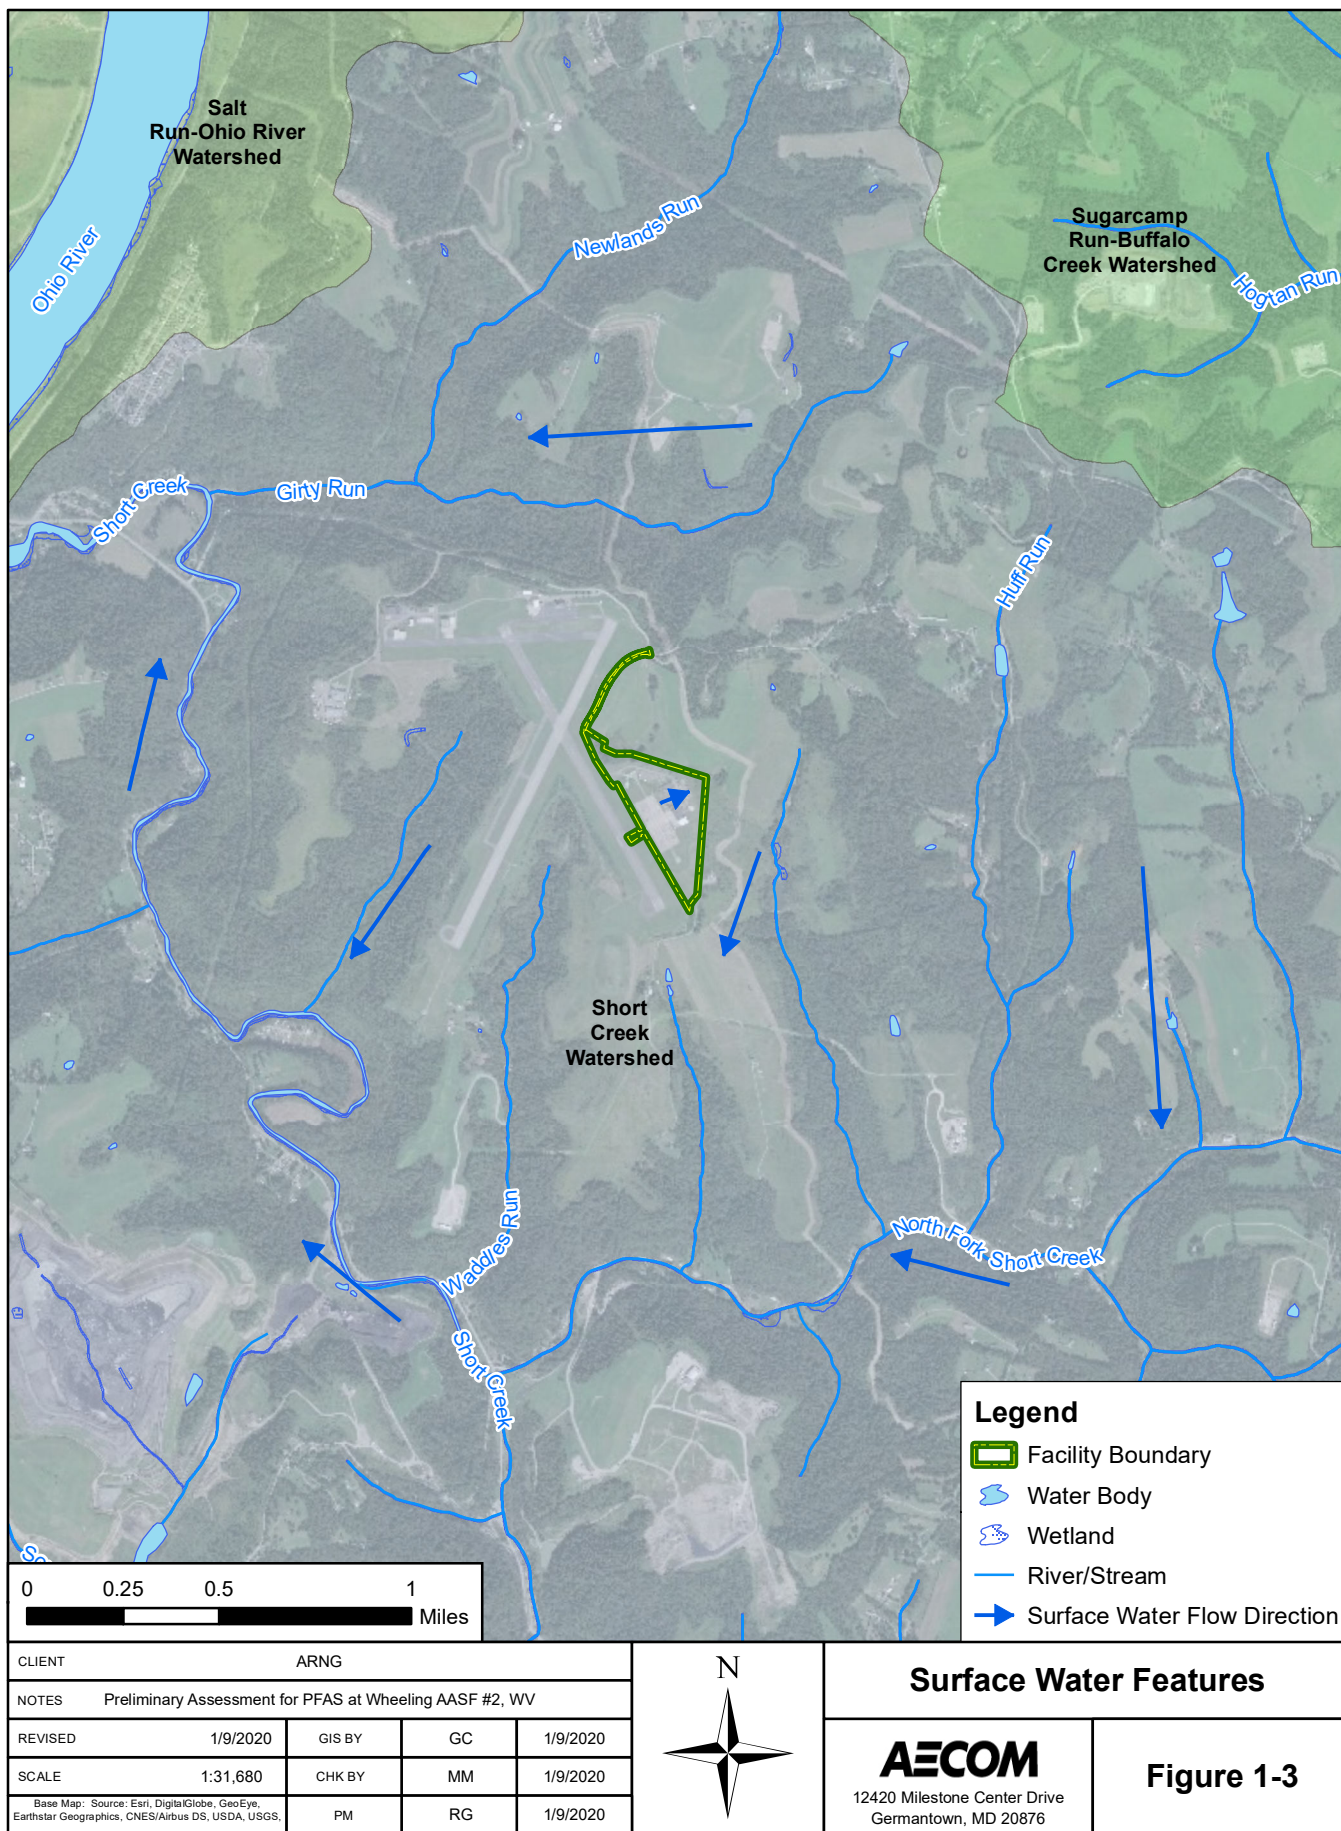 Salt
Run-Ohio River
Watershed
Ohio River
Newlands Run
Sugarcamp
Run-Buffalo
Creek Watershed
Hogtan Run
Short Creek
Girty Run
Huff Run
Short
Creek
Watershed
Waddles Run
North Fork Short Creek
Short Creek
Legend
Facility Boundary
Water Body
Wetland
River/Stream
Surface Water Flow Direction
0 0.25 0.5 1
Miles
CLIENT ARNG
NOTES Preliminary Assessment for PFAS at Wheeling AASF #2, WV
REVISED 1/9/2020 GIS BY GC 1/9/2020
SCALE 1:31,680 CHK BY MM 1/9/2020
Base Map: Source: Esri, DigitalGlobe, GeoEye,
Earthstar Geographics, CNES/Airbus DS, USDA, USGS,
PM RG 1/9/2020
N
Surface Water Features
AECOM
12420 Milestone Center Drive
Germantown, MD 20876
Figure 1-3